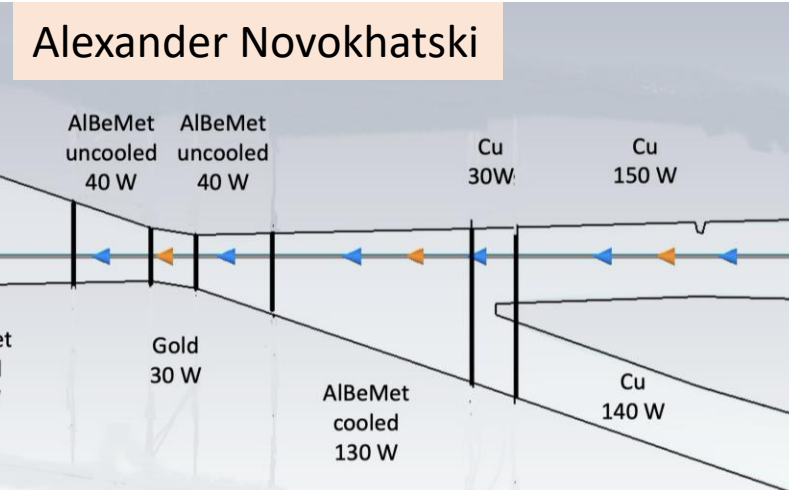 Alexander Novokhatski
AlBeMet
uncooled
40 W
AlBeMet
uncooled
40 W
Cu
30W
Cu
150 W
Gold
30 W
AlBeMet
cooled
130 W
Cu
140 W